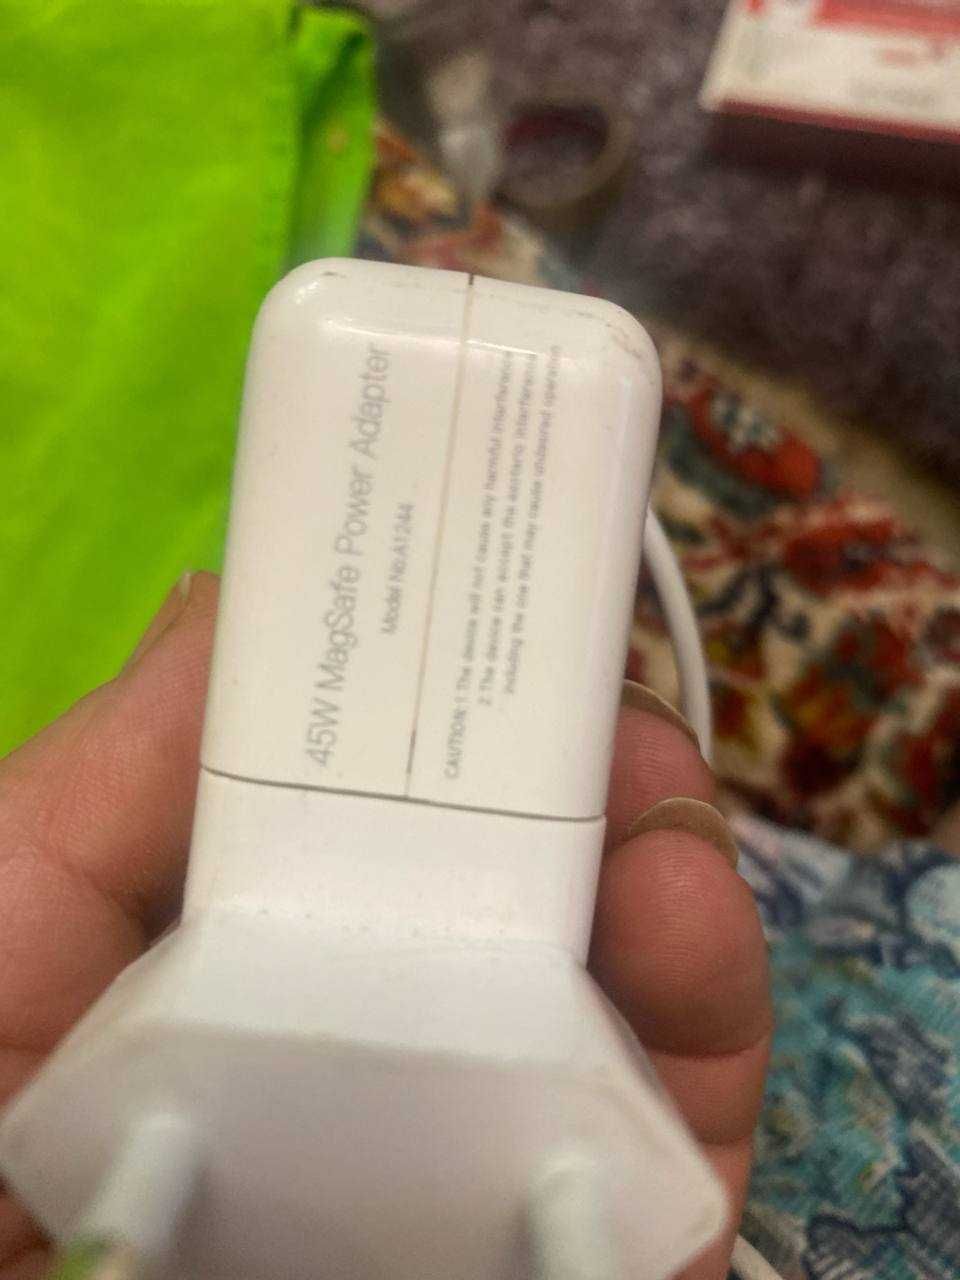 45W MagSafe Power Adapter
Model No:A1244
CAUTION:1.The device will not cause any harmful interference
2.The device can accept the esoteric interference
including the one that may cause undesired operation